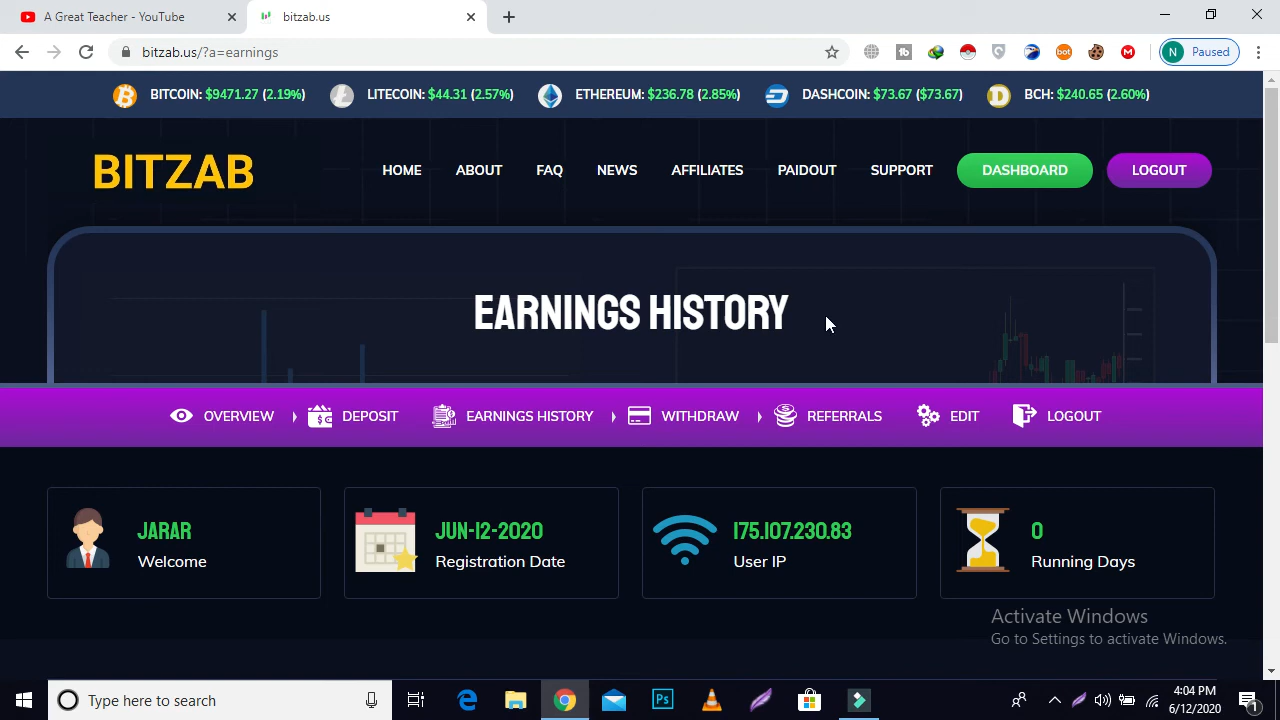 A Great Teacher - YouTube
bitzab.us
bitzab.us/?a=earnings
N Paused
BITCOIN: $9471.27 (2.19%) LITECOIN: $44.31 (2.57%) ETHEREUM: $236.78 (2.85%) DASHCOIN: $73.67 ($73.67) BCH: $240.65 (2.60%)
BITZAB HOME ABOUT FAQ NEWS AFFILIATES PAIDOUT SUPPORT DASHBOARD LOGOUT
EARNINGS HISTORY
OVERVIEW DEPOSIT EARNINGS HISTORY WITHDRAW REFERRALS EDIT LOGOUT
JARAR
Welcome
JUN-12-2020
Registration Date
175.107.230.83
User IP
0
Running Days
Activate Windows
Go to Settings to activate Windows.
Type here to search
4:04 PM
6/12/2020